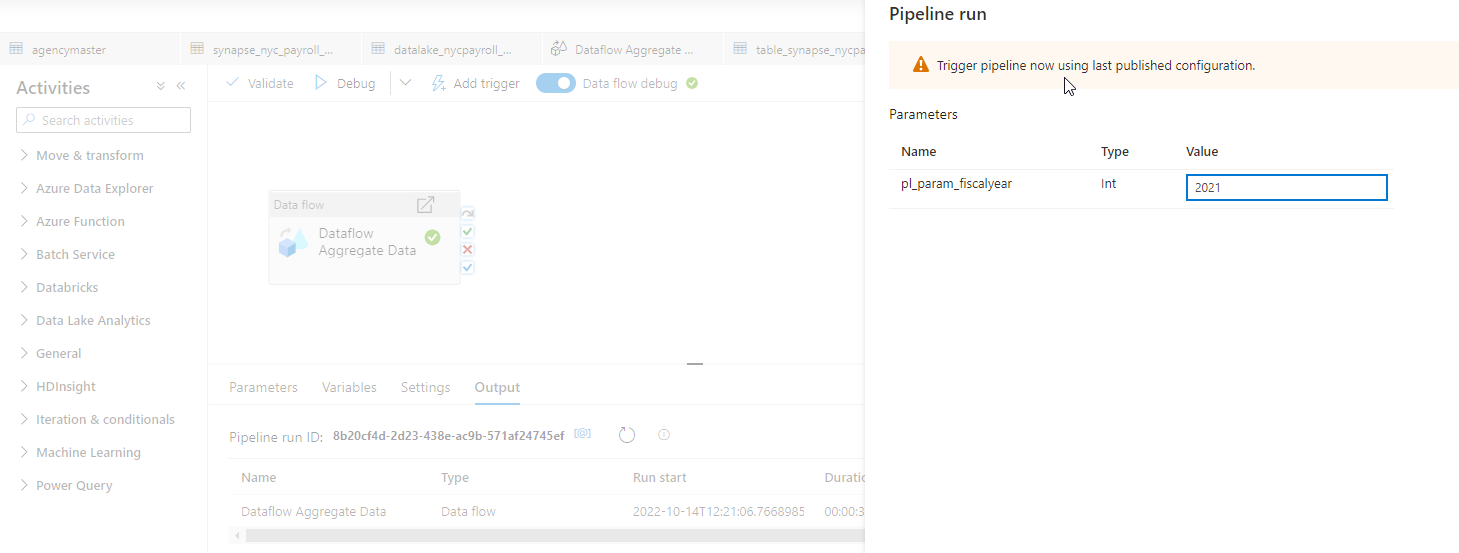 agencymaster
synapse_nyc_payroll_...
datalake_nycpayroll_...
Dataflow Aggregate ...
table_synapse_nycpa
Activities
Search activities
Move & transform
Azure Data Explorer
Azure Function
Batch Service
Databricks
Data Lake Analytics
General
HDInsight
Iteration & conditionals
Machine Learning
Power Query
Validate
Debug
Add trigger
Data flow debug
Data flow
Dataflow
Aggregate Data
Parameters
Variables
Settings
Output
Pipeline run ID: 8b20cf4d-2d23-438e-ac9b-571af24745ef
Name Type Run start Duratio
Dataflow Aggregate Data Data flow 2022-10-14T12:21:06.7668985 00:00:3
Pipeline run
Trigger pipeline now using last published configuration.
Parameters
Name Type Value
pl_param_fiscalyear Int 2021